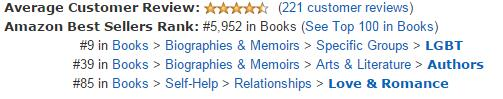 Average Customer Review: (221 customer reviews)
Amazon Best Sellers Rank: #5,952 in Books (See Top 100 in Books)
#9 in Books > Biographies & Memoirs > Specific Groups > LGBT
#39 in Books > Biographies & Memoirs > Arts & Literature > Authors
#85 in Books > Self-Help > Relationships > Love & Romance